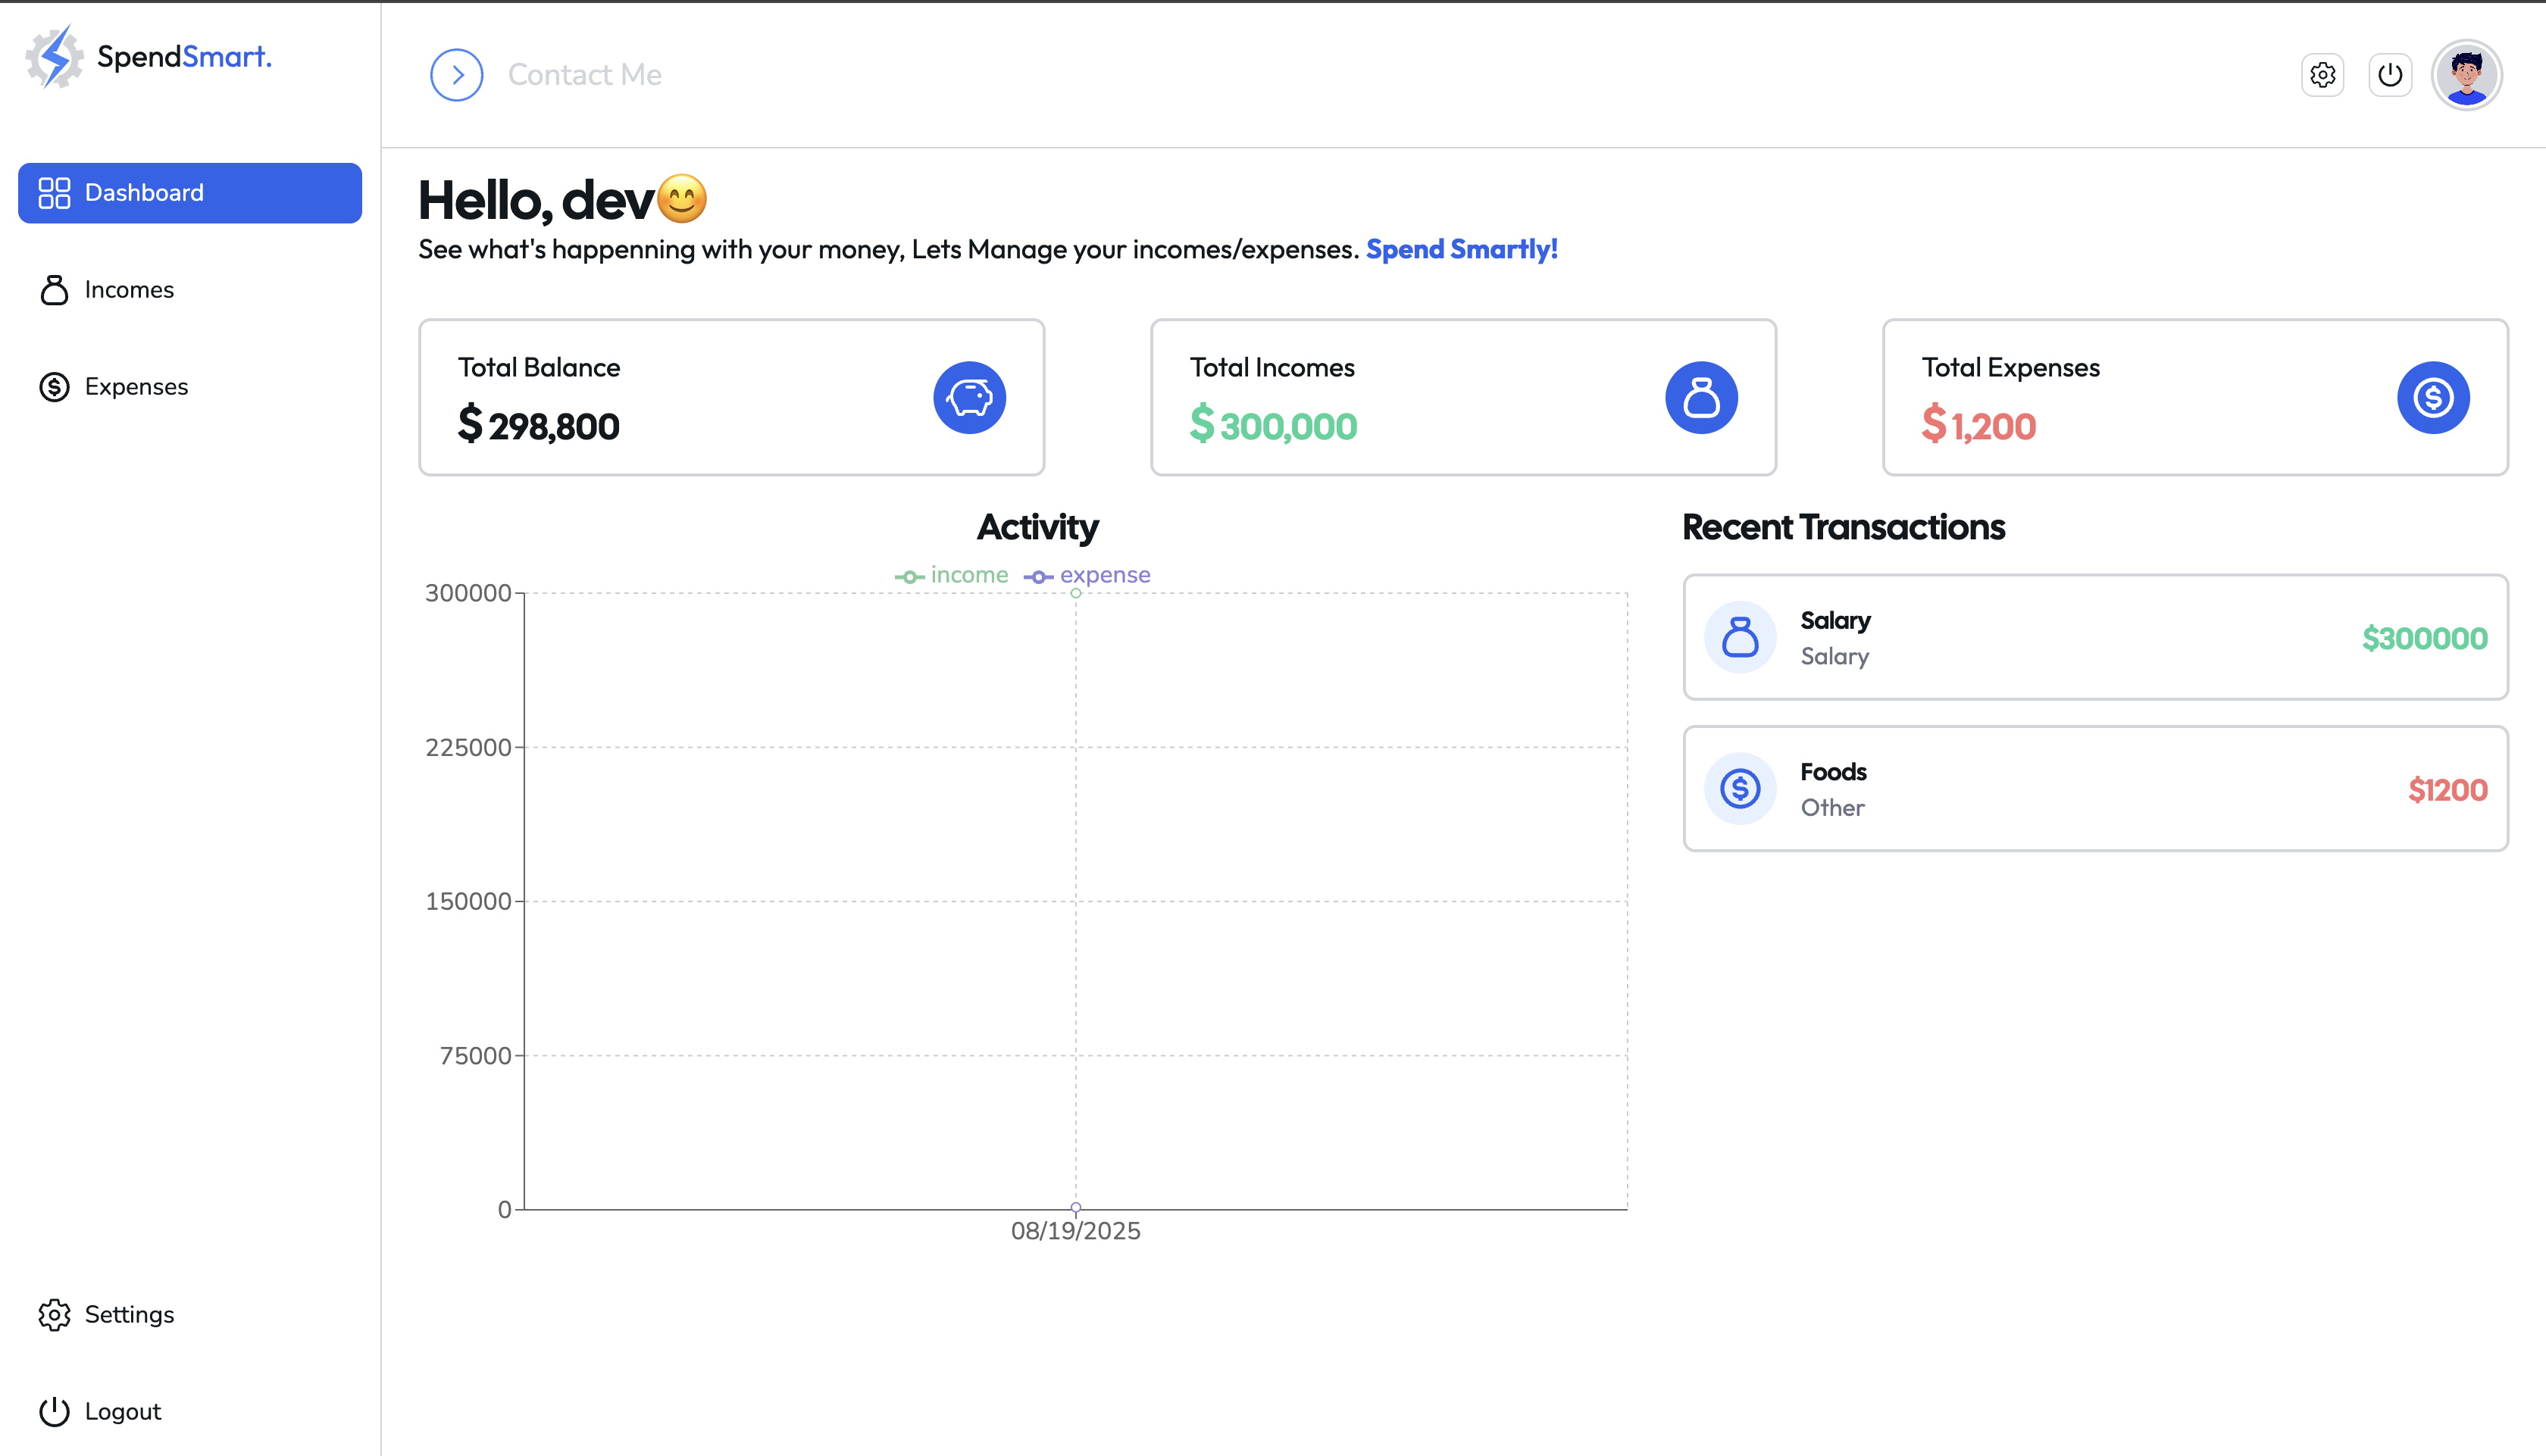 SpendSmart.
Contact Me
Dashboard
Incomes
Expenses
Settings
Logout
Hello, dev😊
See what's happenning with your money, Lets Manage your incomes/expenses. Spend Smartly!
Total Balance
$ 298,800
Total Incomes
$ 300,000
Total Expenses
$ 1,200
Activity
income expense
300000
225000
150000
75000
0
08/19/2025
Recent Transactions
Salary
Salary
$300000
Foods
Other
$1200